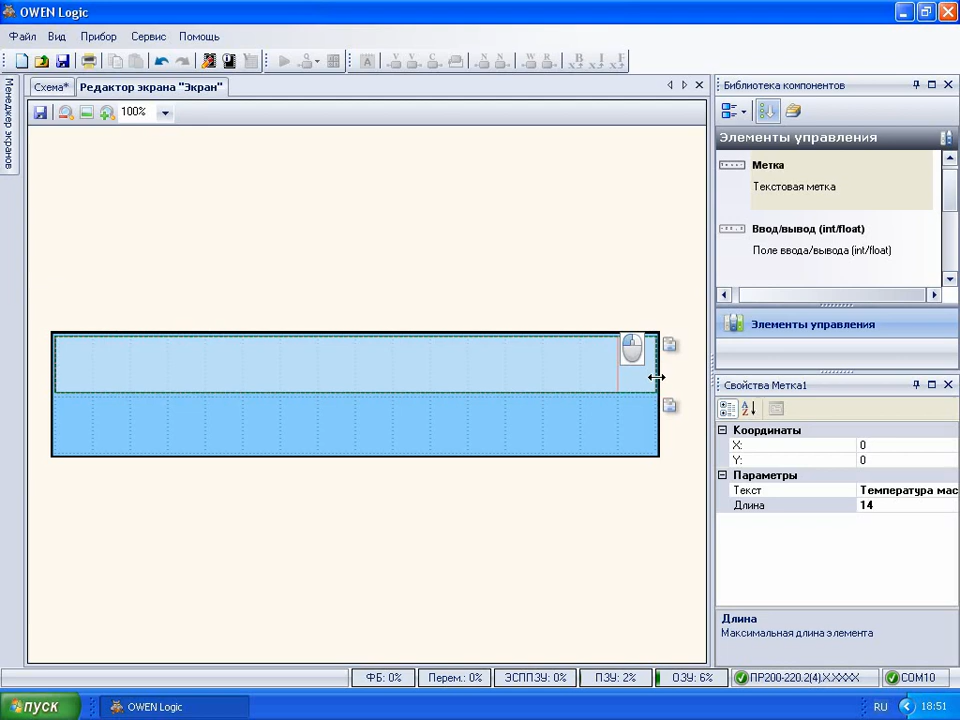 OWEN Logic
Файл Вид Прибор Сервис Помощь
Схема* Редактор экрана "Экран"
Библиотека компонентов
Менеджер экранов
100%
Элементы управления
Метка
Текстовая метка
Ввод/вывод (int/float)
Поле ввода/вывода (int/float)
Элементы управления
Свойства Метка1
Координаты
X: 0
Y: 0
Параметры
Текст Температура мас
Длина 14
Длина
Максимальная длина элемента
ФБ: 0% Перем.: 0% ЭСППЗУ: 0% ПЗУ: 2% ОЗУ: 6% ПР200-220.2(4).X.XXXX COM10
пуск OWEN Logic RU 18:51